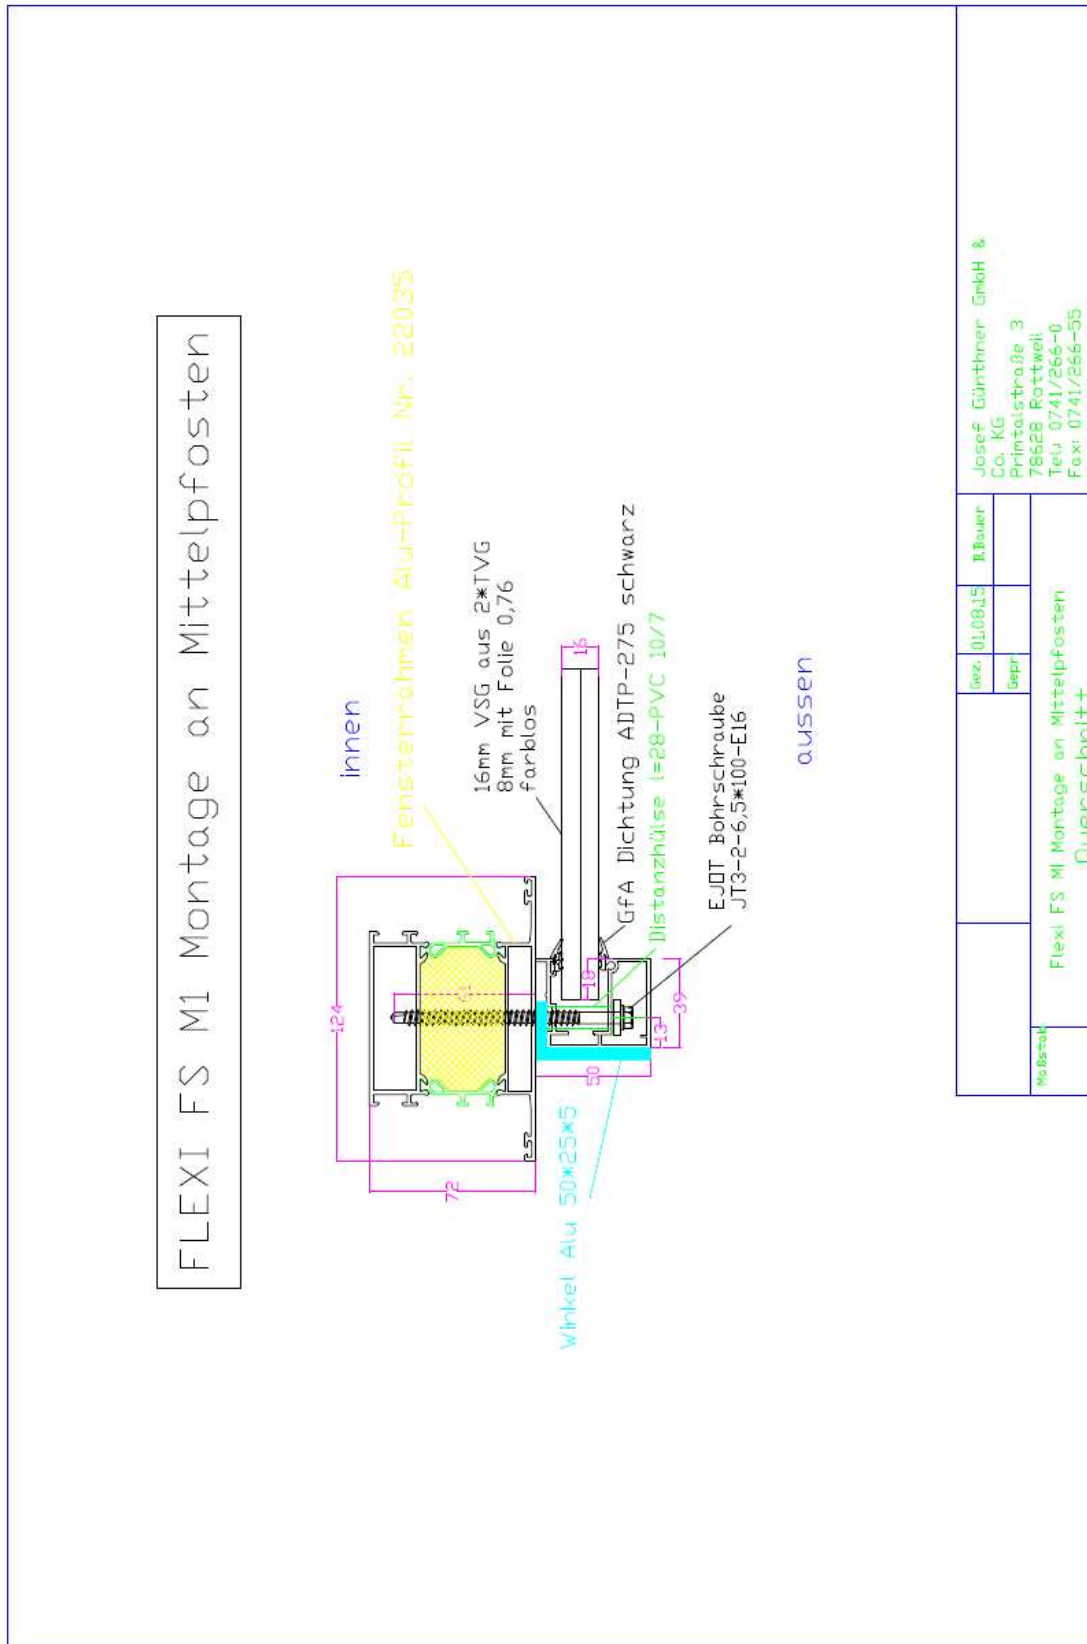 FLEXI FS M1 Montage an Mittelpfosten
innen
Fensterrahmen Alu-Profil Nr. 22035
16mm VSG aus 2*TVG
8mm mit Folie 0,76
farblos
GfA Dichtung ADTP-275 schwarz
Distanzhülse l=28-PVC 10/7
EJOT Bohrschraube
JT3-2-6,5*100-E16
aussen
Winkel Alu 50*25*5
124
72
50
16
18
39
13
Gez.
01.08.15
R.Bauer
Gepr.
Josef Günthner GmbH &
Co. KG
Primtalstraße 3
78628 Rottweil
Tel.: 0741/266-0
Fax: 0741/266-55
Maßstab:
Flexi FS MI Montage an MIttelpfosten
Querschnitt